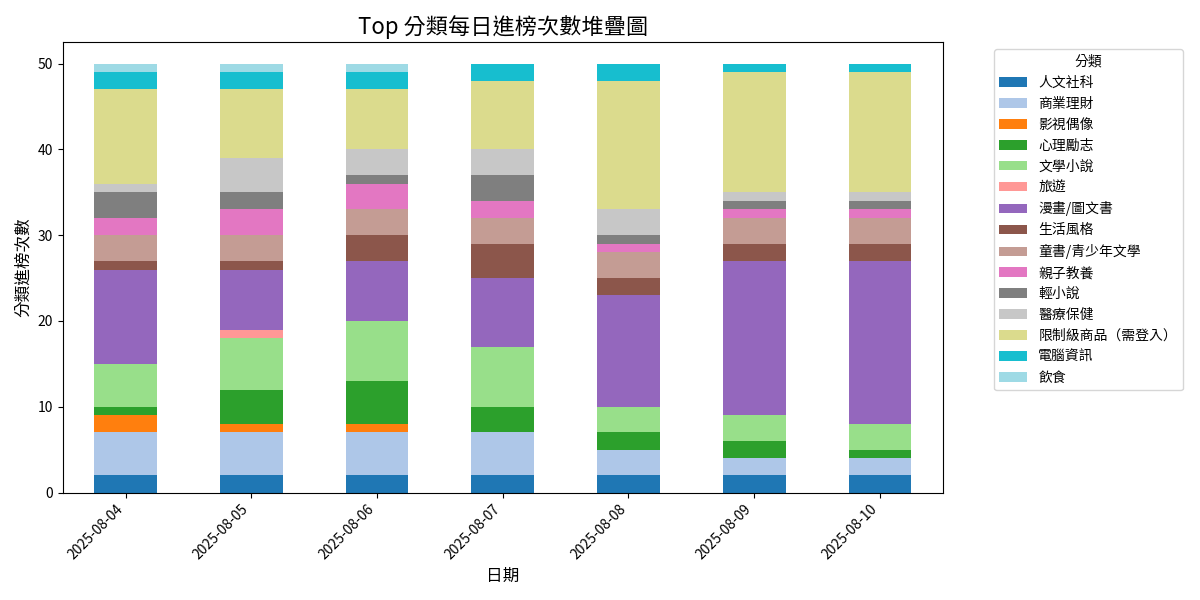 Top 分類每日進榜次數堆疊圖
分類進榜次數
50
40
30
20
10
0
2025-08-04
2025-08-05
2025-08-06
2025-08-07
2025-08-08
2025-08-09
2025-08-10
日期
分類
人文社科
商業理財
影視偶像
心理勵志
文學小說
旅遊
漫畫/圖文書
生活風格
童書/青少年文學
親子教養
輕小說
醫療保健
限制級商品（需登入）
電腦資訊
飲食